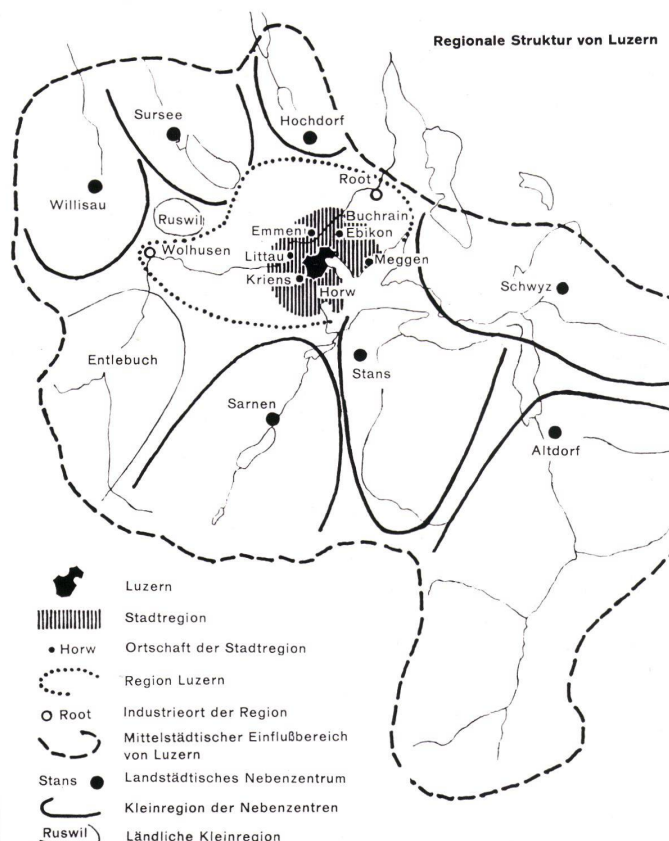 Regionale Struktur von Luzern
Sursee
Hochdorf
Willisau
Root
Ruswil
Buchrain
Emmen
Ebikon
Wolhusen
Littau
Meggen
Kriens
Horw
Schwyz
Entlebuch
Stans
Sarnen
Altdorf
Luzern
Stadtregion
Horw Ortschaft der Stadtregion
Region Luzern
Root Industrieort der Region
Mittelstädtischer Einflußbereich
von Luzern
Stans Landstädtisches Nebenzentrum
Kleinregion der Nebenzentren
Ruswil Ländliche Kleinregion